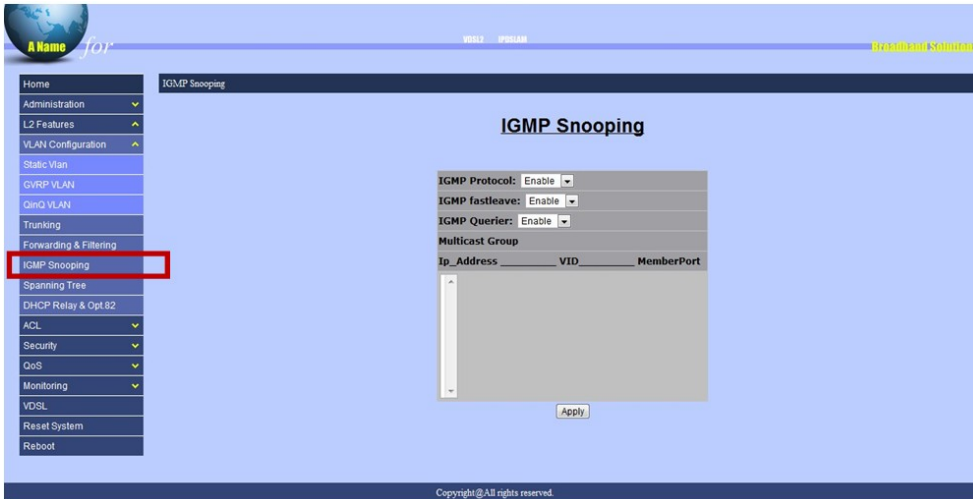 A Name for
VDSL2 IPDSLAM
Broadband Solution
Home
IGMP Snooping
Administration
L2 Features
VLAN Configuration
Static Vlan
GVRP VLAN
QinQ VLAN
Trunking
Forwarding & Filtering
IGMP Snooping
Spanning Tree
DHCP Relay & Opt.82
ACL
Security
QoS
Monitoring
VDSL
Reset System
Reboot
IGMP Snooping
IGMP Protocol: Enable
IGMP fastleave: Enable
IGMP Querier: Enable
Multicast Group
Ip_Address ________ VID________ MemberPort
Apply
Copyright@All rights reserved.